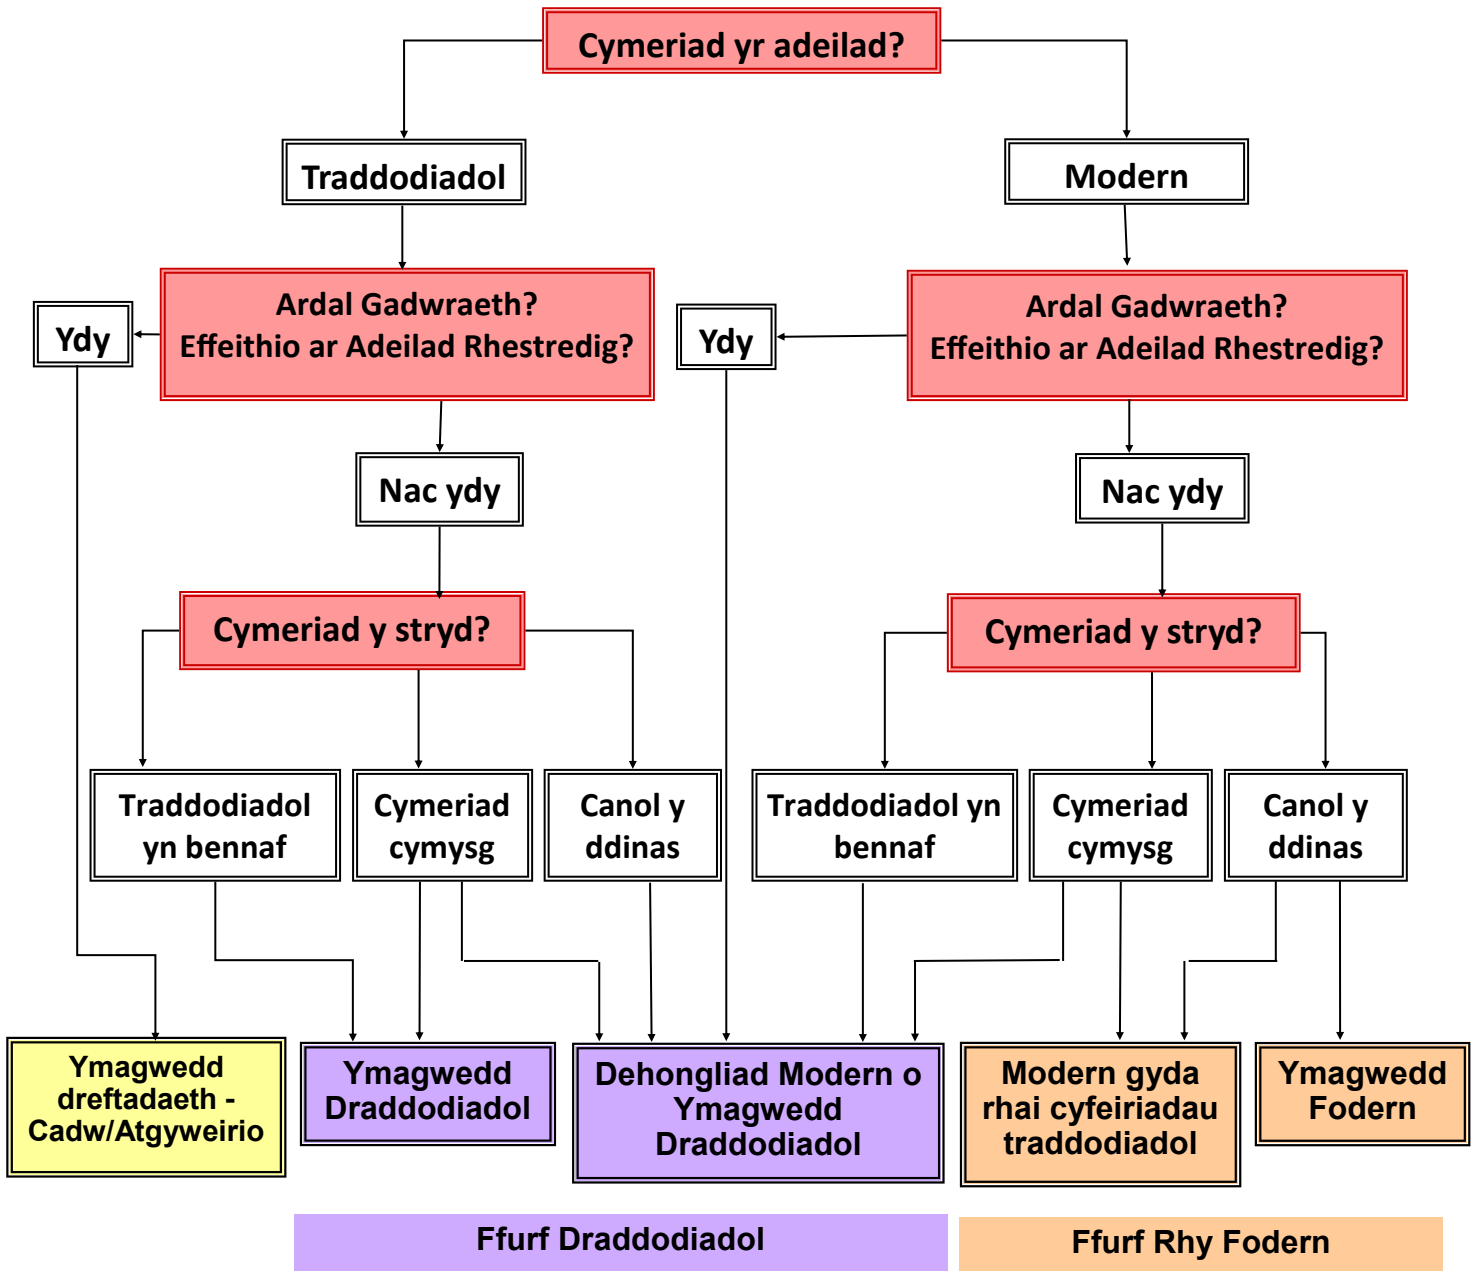 Cymeriad yr adeilad?
Traddodiadol
Modern
Ardal Gadwraeth?
Effeithio ar Adeilad Rhestredig?
Ydy
Ardal Gadwraeth?
Effeithio ar Adeilad Rhestredig?
Ydy
Nac ydy
Nac ydy
Cymeriad y stryd?
Cymeriad y stryd?
Traddodiadol
yn bennaf
Cymeriad
cymysg
Canol y
ddinas
Traddodiadol yn
bennaf
Cymeriad
cymysg
Canol y
ddinas
Ymagwedd
dreftadaeth -
Cadw/Atgyweirio
Ymagwedd
Draddodiadol
Dehongliad Modern o
Ymagwedd
Draddodiadol
Modern gyda
rhai cyfeiriadau
traddodiadol
Ymagwedd
Fodern
Ffurf Draddodiadol
Ffurf Rhy Fodern